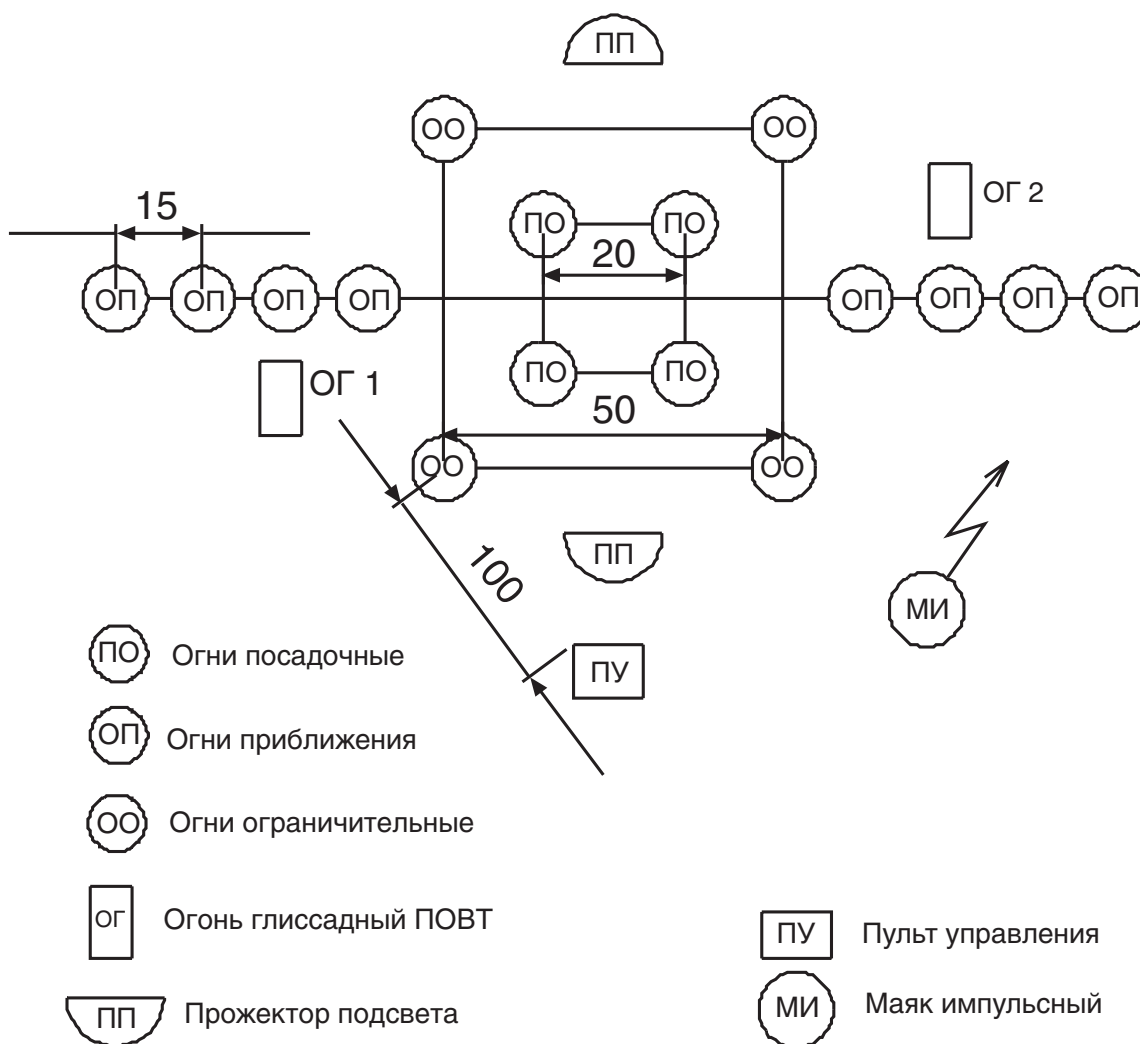 ПП
ОО ОО
15
ПО ПО
ОГ 2
20
ОП ОП ОП ОП ОП ОП ОП ОП
ОГ 1
ПО ПО
50
ОО ОО
ПП
100
МИ
ПУ
ПО Огни посадочные
ОП Огни приближения
ОО Огни ограничительные
ОГ Огонь глиссадный ПОВТ
ПП Прожектор подсвета
ПУ Пульт управления
МИ Маяк импульсный